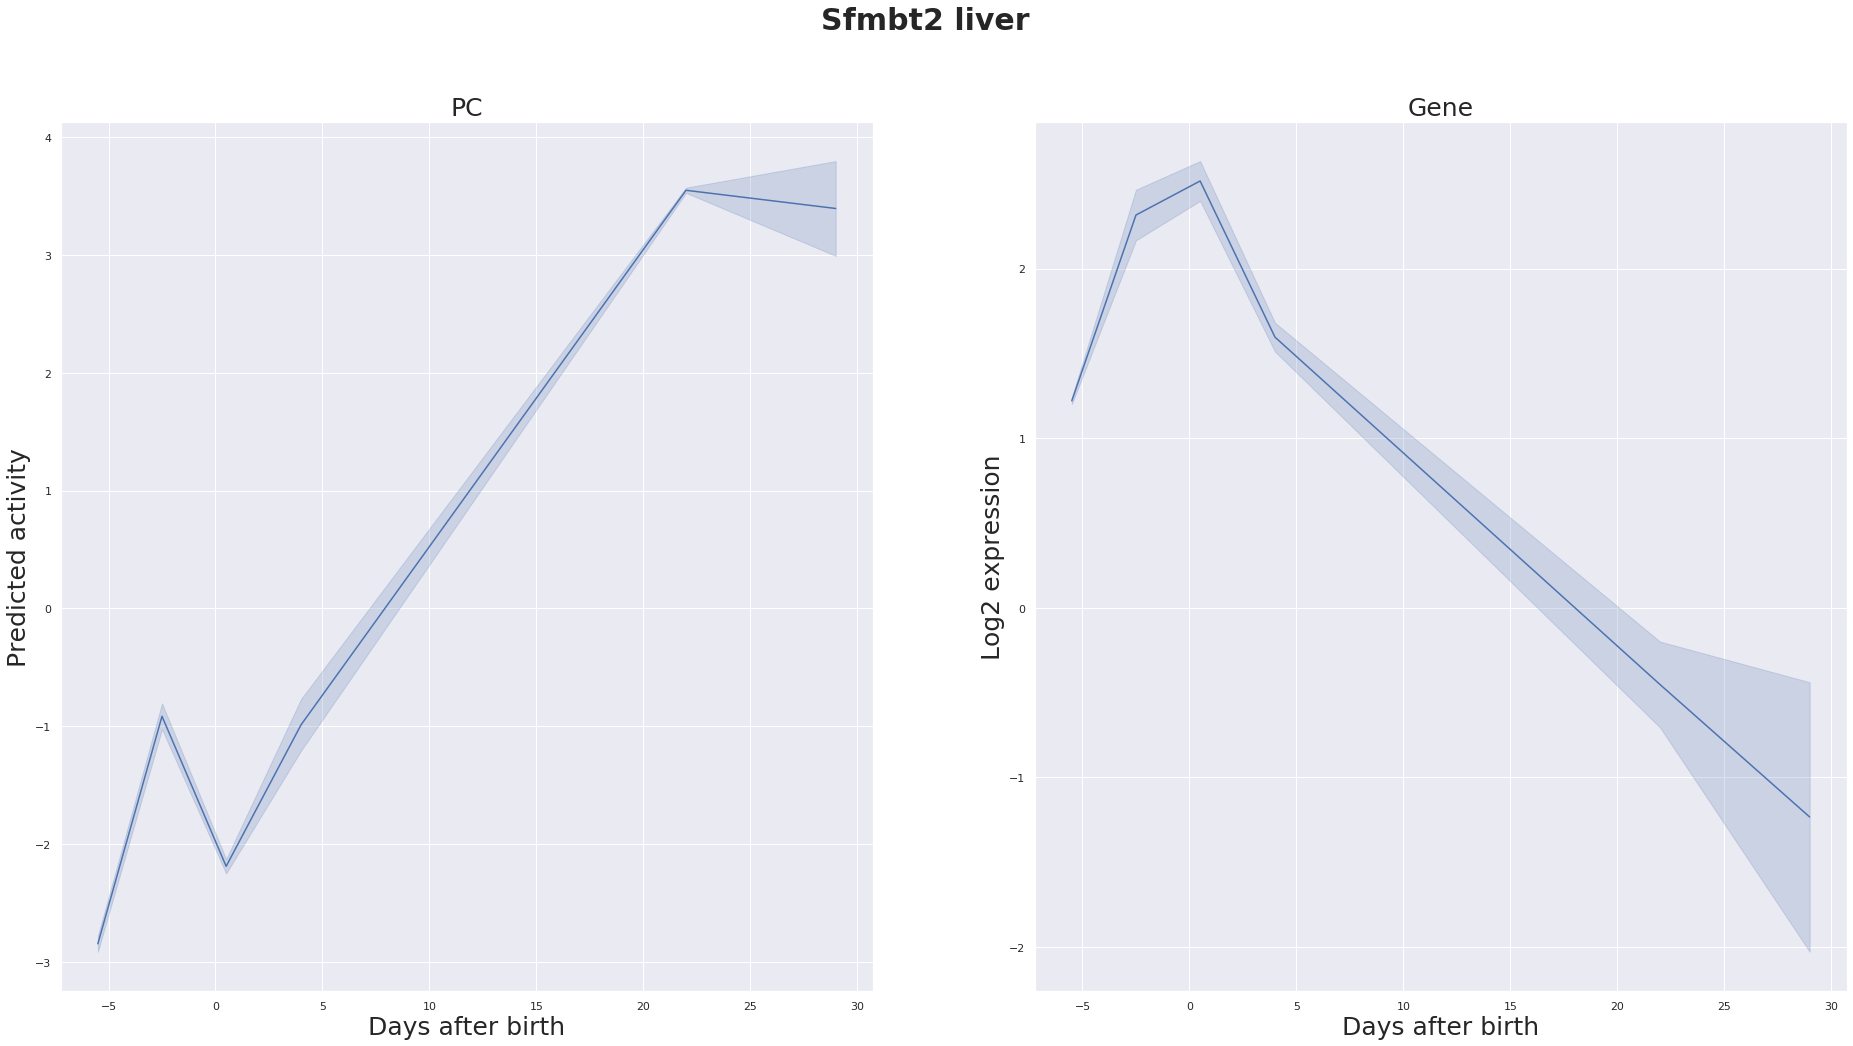 Sfmbt2 liver
PC
Predicted activity
4
3
2
1
0
−1
−2
−3
−5 0 5 10 15 20 25 30
Days after birth
Gene
Log2 expression
2
1
0
−1
−2
−5 0 5 10 15 20 25 30
Days after birth